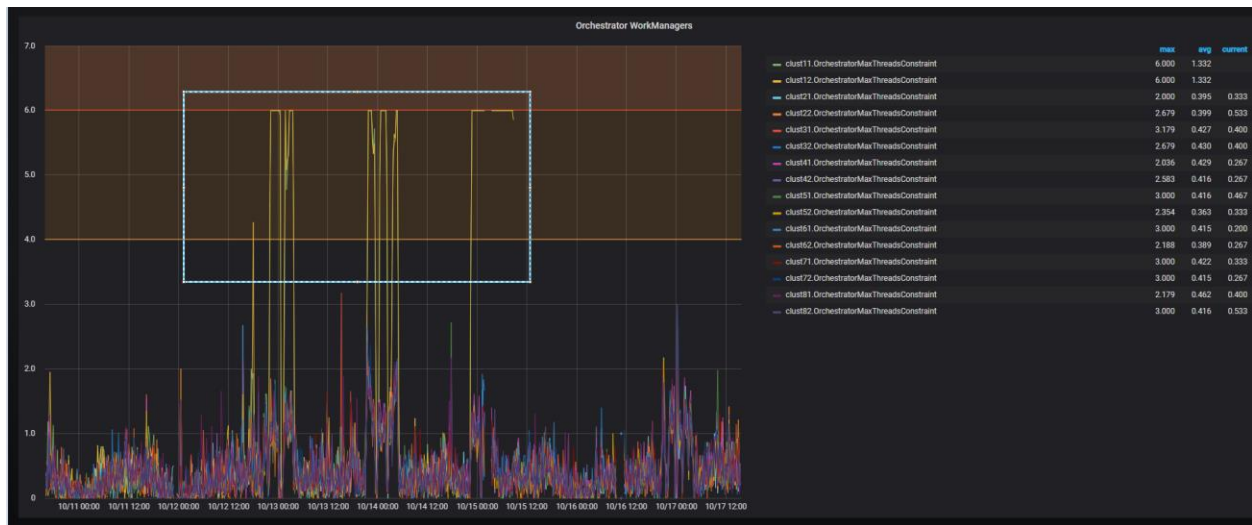 Orchestrator WorkManagers
7.0
6.0
5.0
4.0
3.0
2.0
1.0
0
10/11 00:00 10/11 12:00 10/12 00:00 10/12 12:00 10/13 00:00 10/13 12:00 10/14 00:00 10/14 12:00 10/15 00:00 10/15 12:00 10/16 00:00 10/16 12:00 10/17 00:00 10/17 12:00
max avg current
clust11.OrchestratorMaxThreadsConstraint 6.000 1.332
clust12.OrchestratorMaxThreadsConstraint 6.000 1.332
clust21.OrchestratorMaxThreadsConstraint 2.000 0.395 0.333
clust22.OrchestratorMaxThreadsConstraint 2.679 0.399 0.533
clust31.OrchestratorMaxThreadsConstraint 3.179 0.427 0.400
clust32.OrchestratorMaxThreadsConstraint 2.679 0.430 0.400
clust41.OrchestratorMaxThreadsConstraint 2.036 0.429 0.267
clust42.OrchestratorMaxThreadsConstraint 2.583 0.416 0.267
clust51.OrchestratorMaxThreadsConstraint 3.000 0.416 0.467
clust52.OrchestratorMaxThreadsConstraint 2.354 0.363 0.333
clust61.OrchestratorMaxThreadsConstraint 3.000 0.415 0.200
clust62.OrchestratorMaxThreadsConstraint 2.188 0.389 0.267
clust71.OrchestratorMaxThreadsConstraint 3.000 0.422 0.333
clust72.OrchestratorMaxThreadsConstraint 3.000 0.415 0.267
clust81.OrchestratorMaxThreadsConstraint 2.179 0.462 0.400
clust82.OrchestratorMaxThreadsConstraint 3.000 0.416 0.533